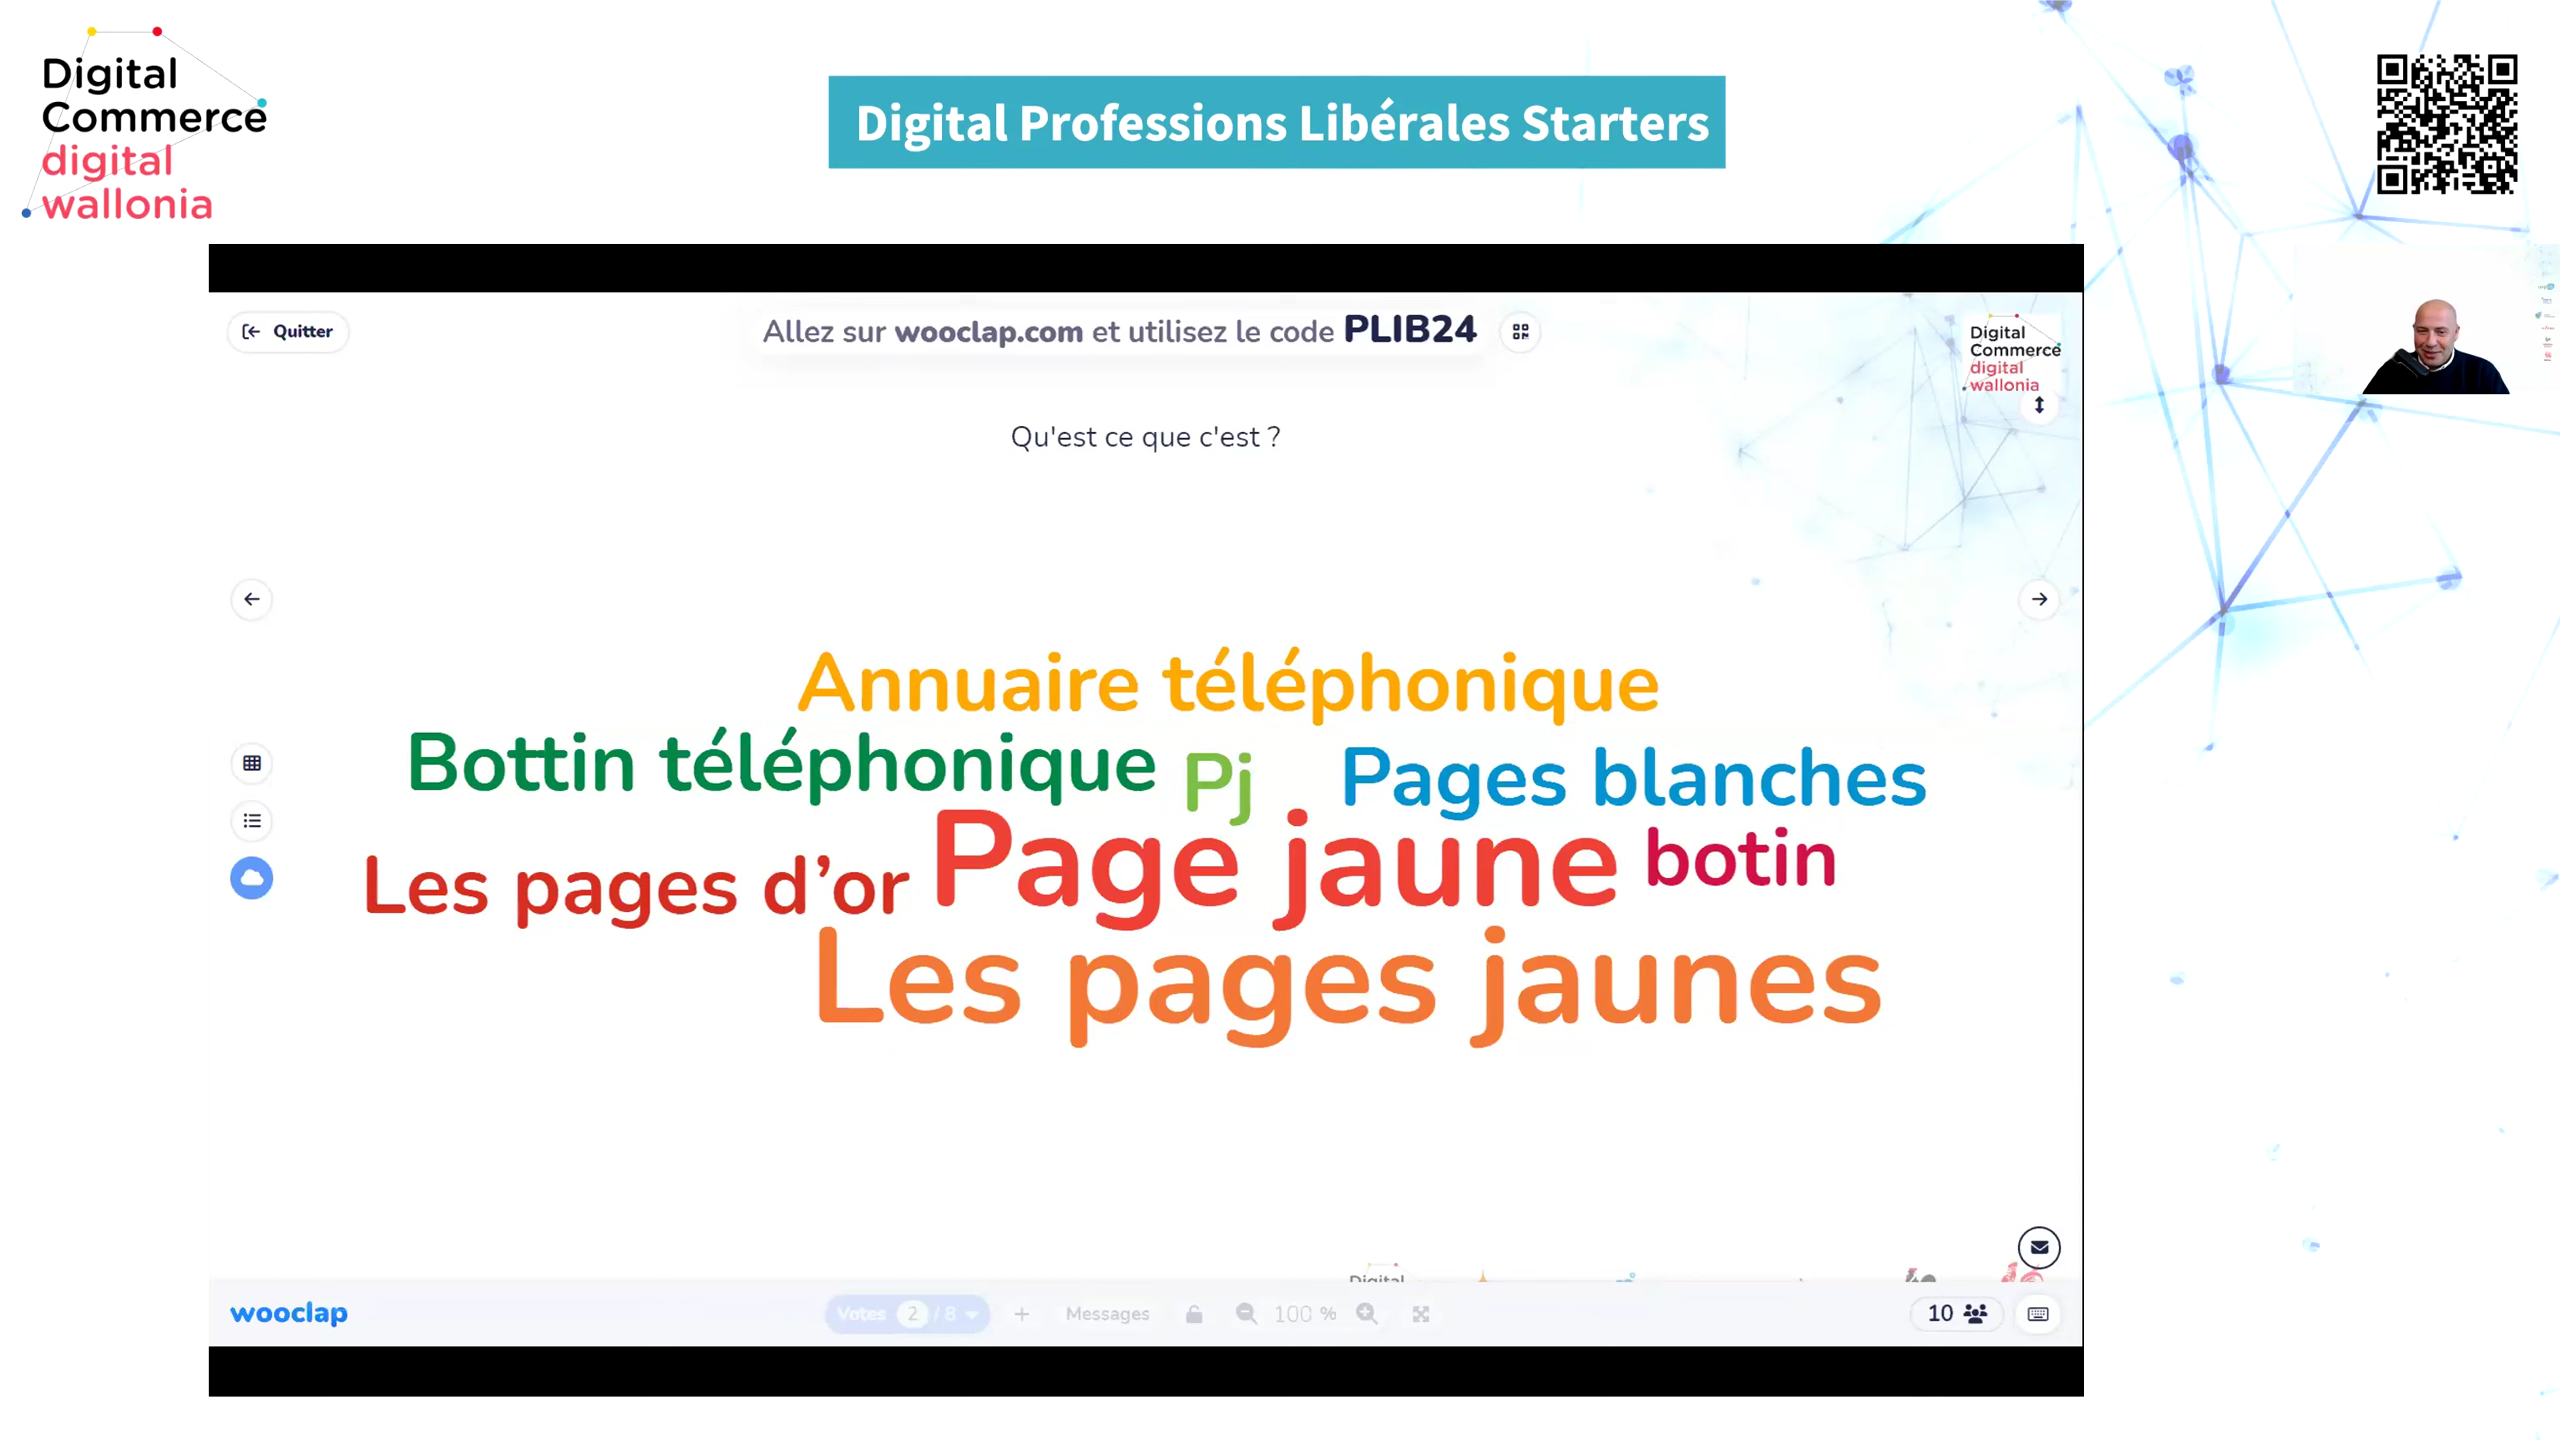 Digital
Commerce
digital
wallonia
Digital Professions Libérales Starters
Quitter
Allez sur wooclap.com et utilisez le code PLIB24
Digital
Commerce
digital
wallonia
Qu'est ce que c'est ?
Annuaire téléphonique
Bottin téléphonique
Pj
Pages blanches
Page jaune
botin
Les pages d’or
Les pages jaunes
Digital
wooclap
Votes 2 / 8
Messages
100 %
10